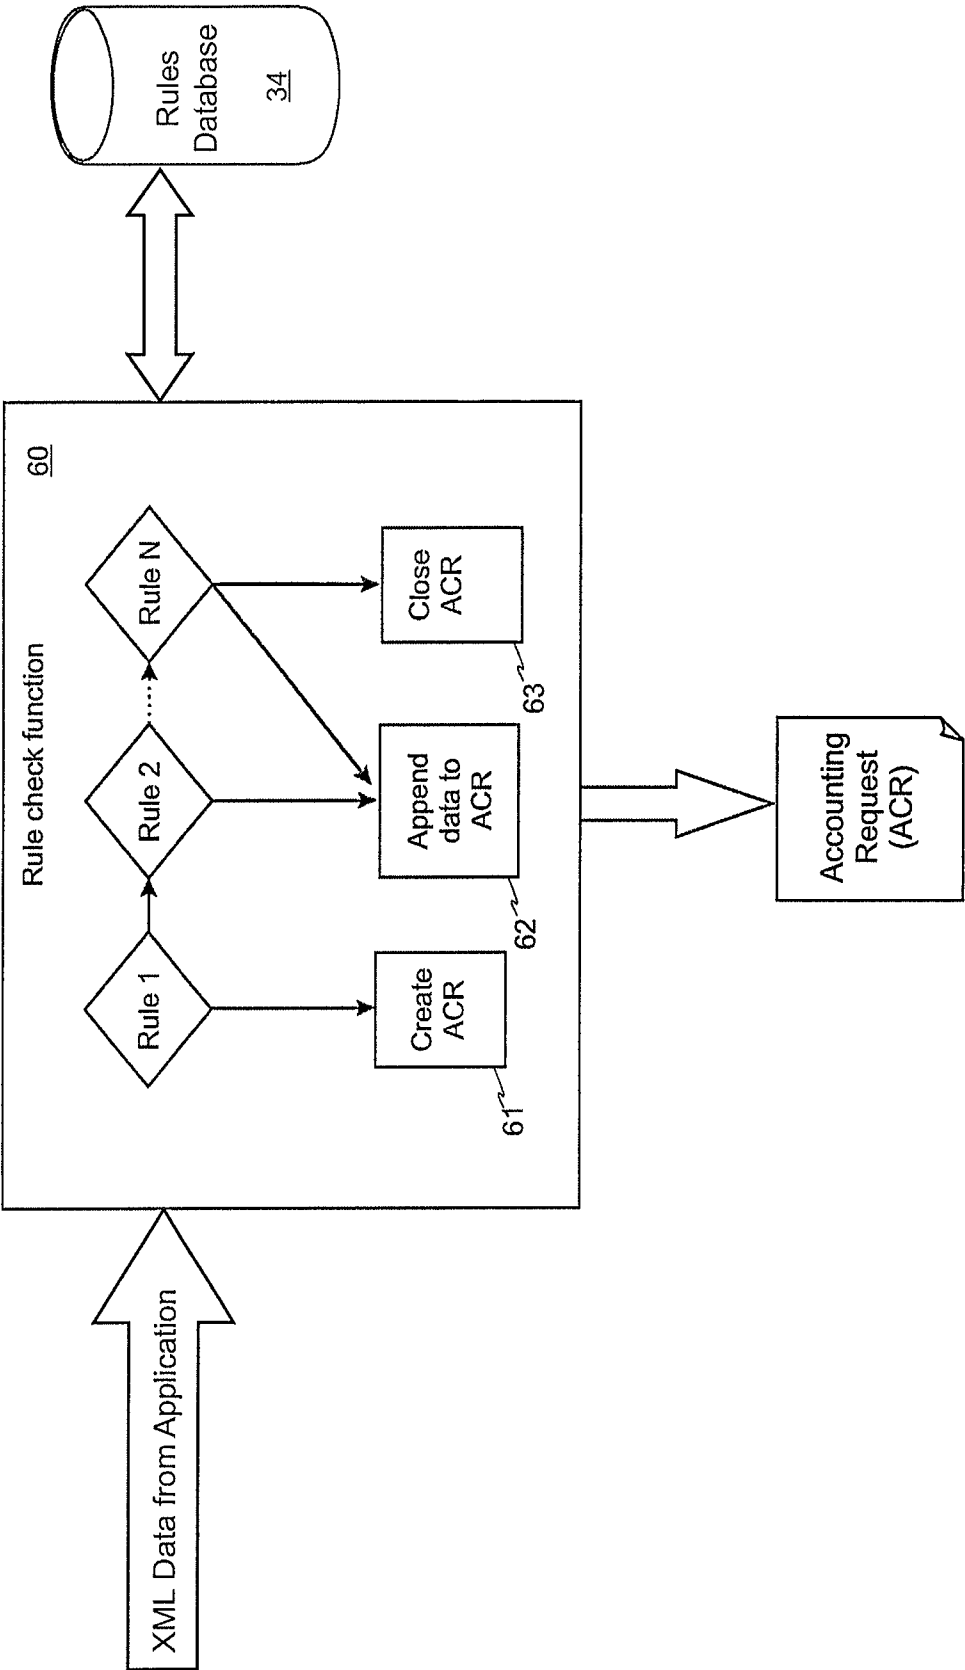 XML Data from Application
Rule check function
60
Rule 1
Rule 2
Rule N
Create
ACR
61
Append
data to
ACR
62
Close
ACR
63
Rules
Database
34
Accounting
Request
(ACR)